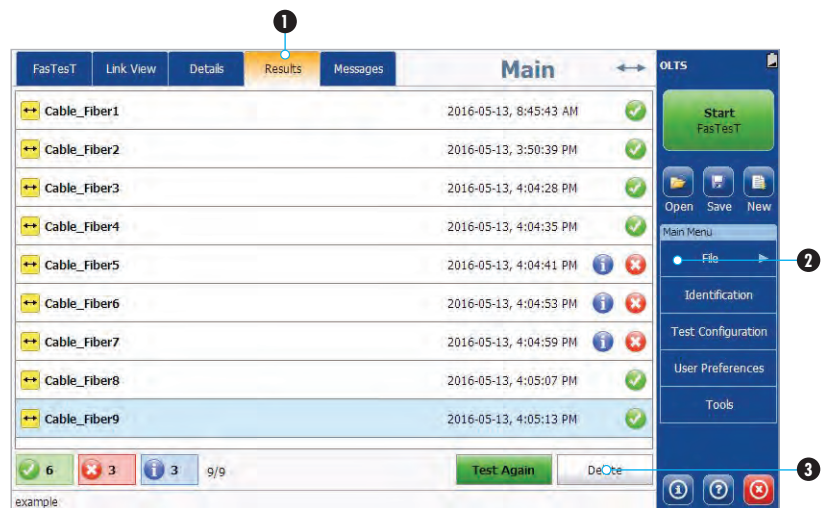 1
FasTesT Link View Details Results Messages Main OLTS
Cable_Fiber1 2016-05-13, 8:45:43 AM
Start
FasTesT
Cable_Fiber2 2016-05-13, 3:50:39 PM
Cable_Fiber3 2016-05-13, 4:04:28 PM
Open Save New
Cable_Fiber4 2016-05-13, 4:04:35 PM
Main Menu
Cable_Fiber5 2016-05-13, 4:04:41 PM
File 2
Cable_Fiber6 2016-05-13, 4:04:53 PM
Identification
Cable_Fiber7 2016-05-13, 4:04:59 PM
Test Configuration
Cable_Fiber8 2016-05-13, 4:05:07 PM
User Preferences
Cable_Fiber9 2016-05-13, 4:05:13 PM
Tools
6 3 3 9/9 Test Again Delete 3
example